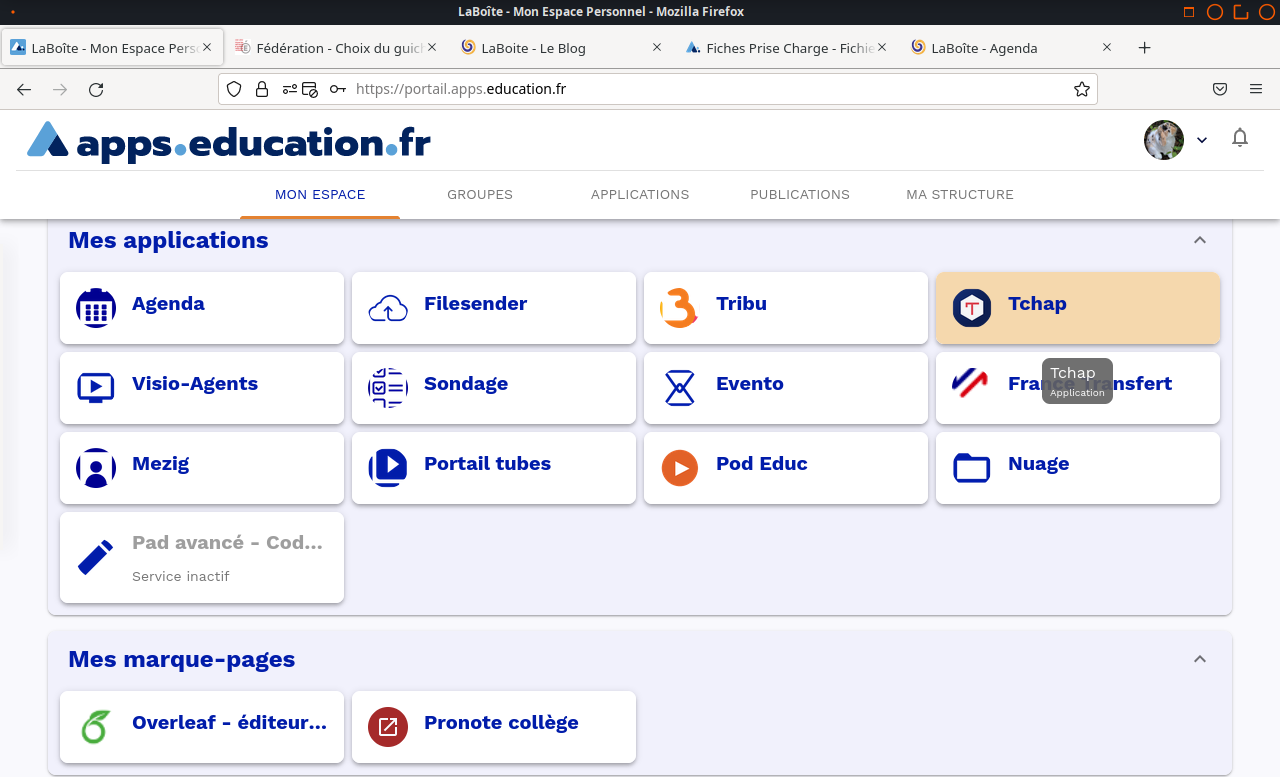 LaBoîte - Mon Espace Personnel - Mozilla Firefox
LaBoîte - Mon Espace Perso
Fédération - Choix du guic
LaBoite - Le Blog
Fiches Prise Charge - Fichie
LaBoîte - Agenda
https://portail.apps.education.fr
apps.education.fr
MON ESPACE
GROUPES
APPLICATIONS
PUBLICATIONS
MA STRUCTURE
Mes applications
Agenda
Filesender
Tribu
Tchap
Visio-Agents
Sondage
Evento
France Transfert
Tchap
Application
Mezig
Portail tubes
Pod Educ
Nuage
Pad avancé - Cod...
Service inactif
Mes marque-pages
Overleaf - éditeur...
Pronote collège